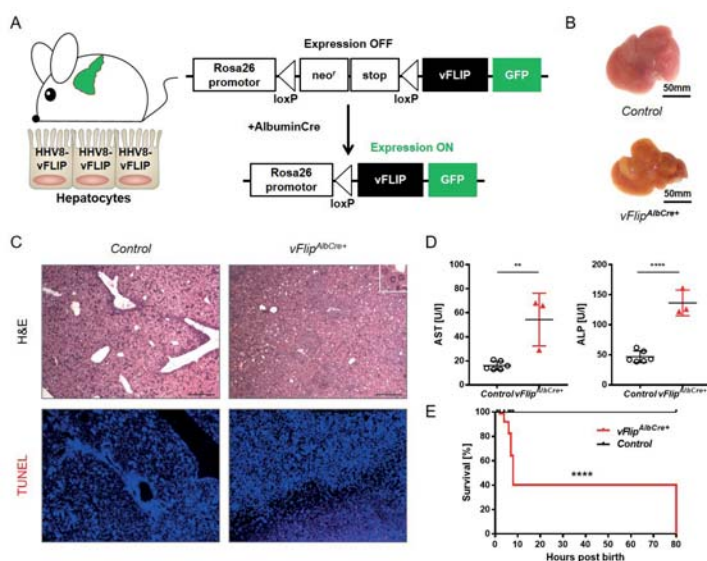 A
Expression OFF
Rosa26
promotor
neoʳ
stop
vFLIP
GFP
loxP
loxP
+AlbuminCre
Expression ON
Rosa26
promotor
vFLIP
GFP
loxP
HHV8-
vFLIP
HHV8-
vFLIP
HHV8-
vFLIP
Hepatocytes
B
50mm
Control
50mm
vFlipᴬˡᵇᶜʳᵉ⁺
C
Control
vFlipᴬˡᵇᶜʳᵉ⁺
H&E
TUNEL
D
**
AST [U/l]
100
80
60
40
20
0
Control vFlipᴬˡᵇᶜʳᵉ⁺
****
ALP [U/l]
200
150
100
50
0
Control vFlipᴬˡᵇᶜʳᵉ⁺
E
Survival [%]
100
80
60
40
20
0
vFlipᴬˡᵇᶜʳᵉ⁺
Control
****
0 10 20 30 40 50 60 70 80
Hours post birth